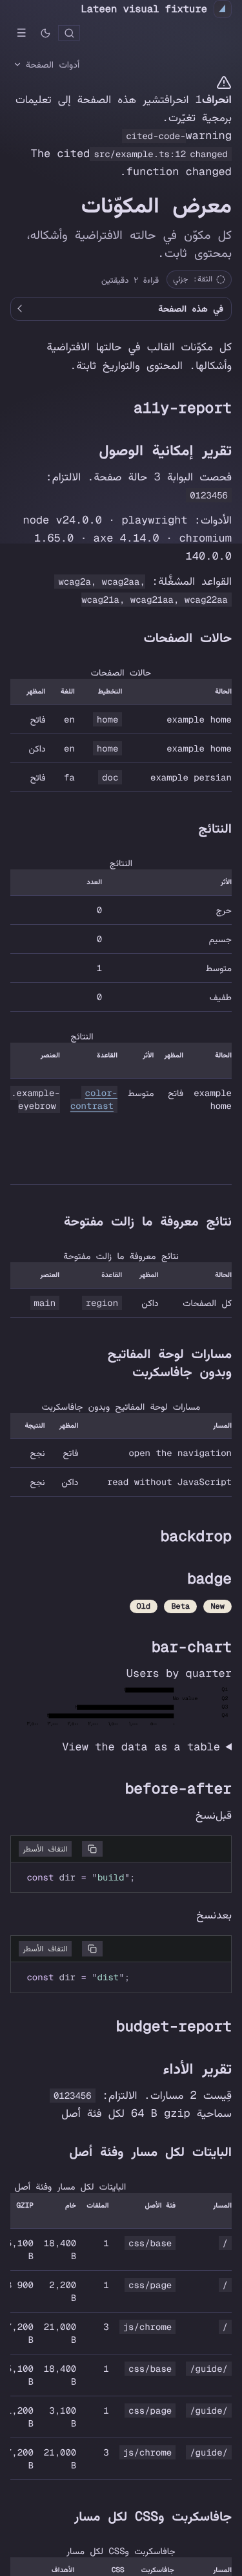 Lateen visual fixture
أدوات الصفحة
انحراف1 انحرافتشير هذه الصفحة إلى تعليمات
برمجية تغيّرت.
cited-code-warning
The cited src/example.ts:12 changed
function changed.
معرض المكوّنات
كل مكوّن في حالته الافتراضية وأشكاله،
بمحتوى ثابت.
الثقة: جزئي
قراءة ٢ دقيقتين
في هذه الصفحة
كل مكوّنات القالب في حالتها الافتراضية
وأشكالها. المحتوى والتواريخ ثابتة.
a11y-report
تقرير إمكانية الوصول
فحصت البوابة 3 حالة صفحة. الالتزام:
0123456
الأدوات: node v24.0.0 · playwright
1.65.0 · axe 4.14.0 · chromium
140.0.0
القواعد المشغَّلة: wcag2a, wcag2aa,
wcag21a, wcag21aa, wcag22aa
حالات الصفحات
حالات الصفحات
الحالة التخطيط اللغة المظهر
example home home en فاتح
example home home en داكن
example persian doc fa فاتح
النتائج
النتائج
الأثر العدد
حرج 0
جسيم 0
متوسط 1
طفيف 0
النتائج
الحالة المظهر الأثر القاعدة العنصر
example home فاتح متوسط color-contrast .example-eyebrow
نتائج معروفة ما زالت مفتوحة
نتائج معروفة ما زالت مفتوحة
الحالة المظهر القاعدة العنصر
كل الصفحات داكن region main
مسارات لوحة المفاتيح
وبدون جافاسكربت
مسارات لوحة المفاتيح وبدون جافاسكربت
المسار المظهر النتيجة
open the navigation فاتح نجح
read without JavaScript داكن نجح
backdrop
badge
New Beta Old
bar-chart
Users by quarter
View the data as a table
before-after
قبلنسخ
التفاف الأسطر
const dir = "build";
بعدنسخ
التفاف الأسطر
const dir = "dist";
budget-report
تقرير الأداء
قيست 2 مسارات. الالتزام: 0123456
سماحية 64 B gzip لكل فئة أصل
البايتات لكل مسار وفئة أصل
البايتات لكل مسار وفئة أصل
المسار فئة الأصل الملفات خام GZIP
/ css/base 1 18,400 B
/ css/page 1 2,200 B
/ js/chrome 3 21,000 B
/guide/ css/base 1 18,400 B
/guide/ css/page 1 3,100 B
/guide/ js/chrome 3 21,000 B
جافاسكربت وCSS لكل مسار
جافاسكربت وCSS لكل مسار
المسار جافاسكربت CSS الأهداف